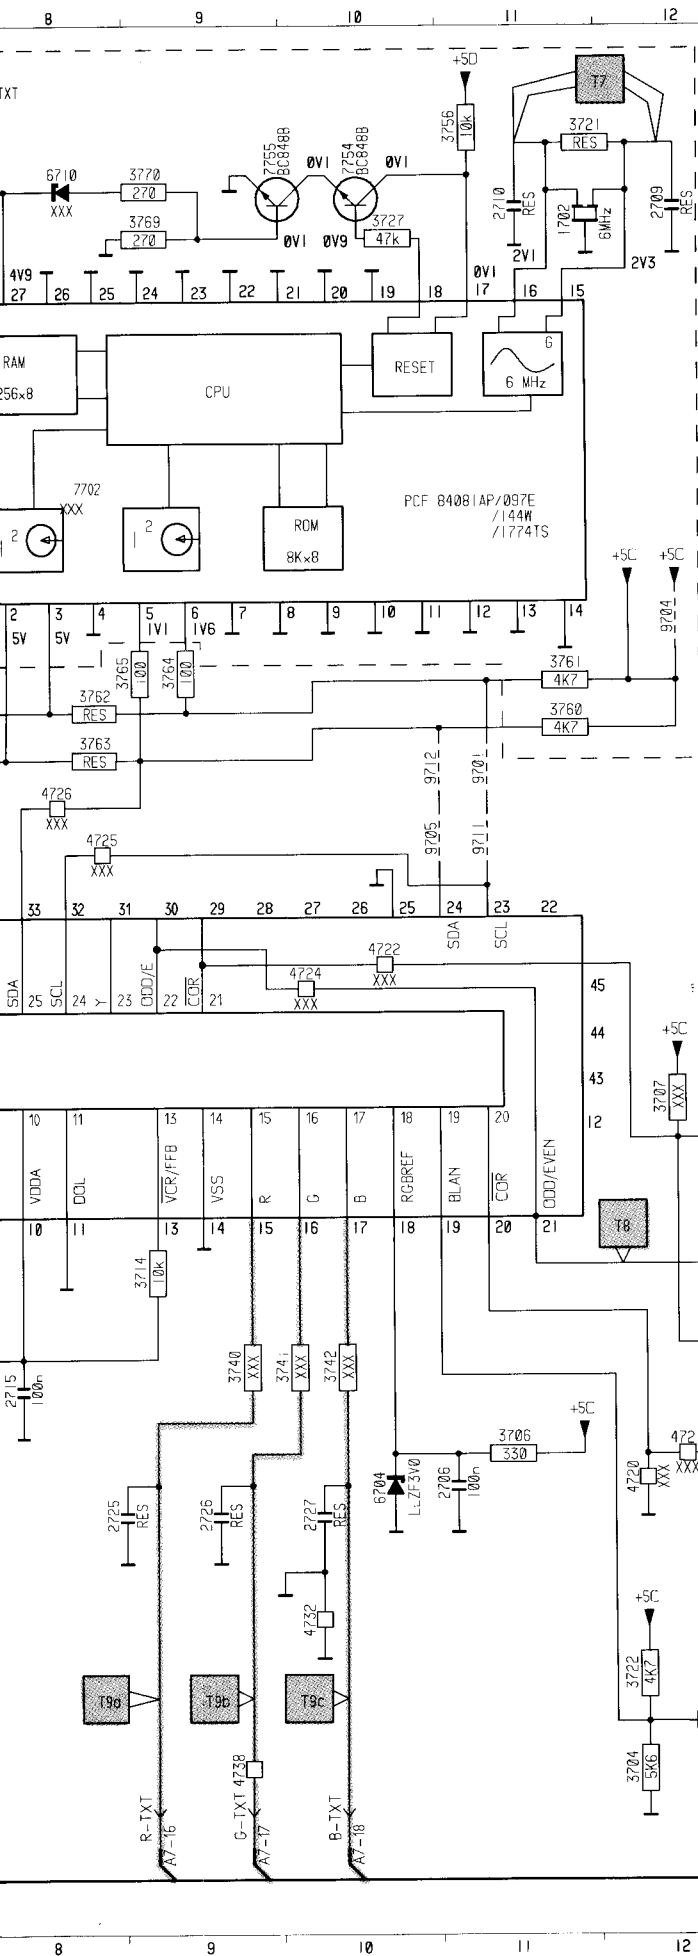 8 9 10 11 12
TXT
+5D
T7
3756 10k
7755 BC848B
7754 BC848B
0V1 0V1
3721 RES
6710 XXX
3770 270
3769 270
0V1 0V9
3727 47k
2710 RES
1702 6MHz
2709 RES
4V9
0V1
2V1
2V3
27 26 25 24 23 22 21 20 19 18 17 16 15
RAM
256x8
CPU
RESET
G
6 MHz
7702
XXX
2
2
ROM
8Kx8
PCF 84081AP/097E
/144W
/1774TS
+5C +5C
9704
2 3 4 5 6 7 8 9 10 11 12 13 14
5V 5V 1V1 1V6
3765 100
3764 100
3761 4K7
3762 RES
3760 4K7
3763 RES
9712 9701
4726 XXX
9705 9711
4725 XXX
33 32 31 30 29 28 27 26 25 24 23 22
SDA SCL
4722 XXX
4724 XXX
SDA SCL Y ODD/E COR
25 24 23 22 21
45
44
43
12
+5C
3707 XXX
10 11 13 14 15 16 17 18 19 20
VDDA DOL VCR/FFB VSS R G B RGBREF BLAN COR ODD/EVEN
10 11 13 14 15 16 17 18 19 20 21
T8
3714 10k
3740 XXX
3741 XXX
3742 XXX
2715 100n
+5C
3706 330
6704
2706 100n
4720 XXX
472
XXX
2725 RES
2726 RES
2727 RES
4732
+5C
3722 4K7
T9a T9b T9c
3704 5K6
4738
R-TXT G-TXT B-TXT
A7-16 A7-17 A7-18
8 9 10 11 12